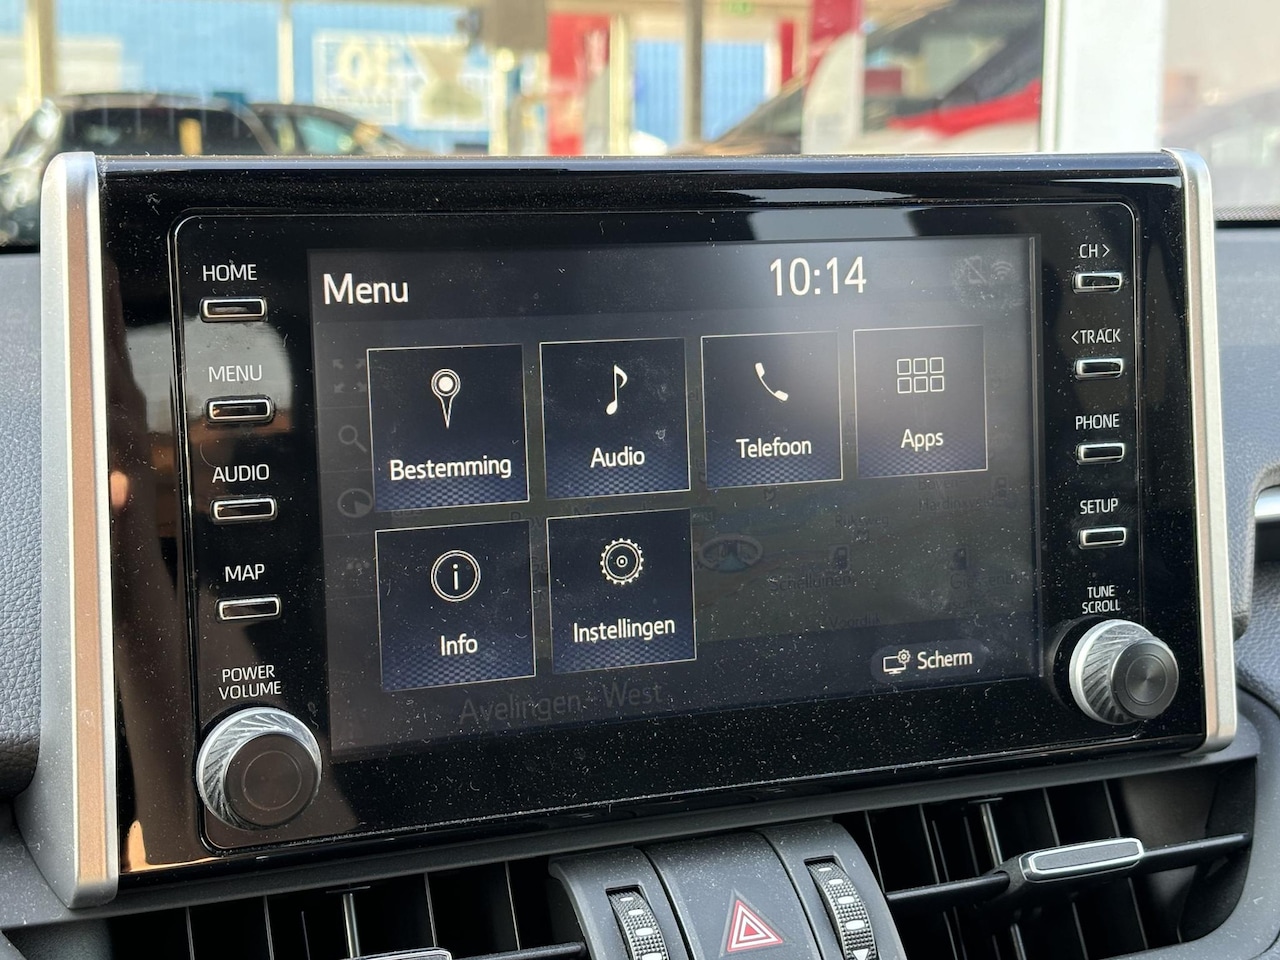 HOME
MENU
AUDIO
MAP
POWER
VOLUME
Menu
10:14
Bestemming
Audio
Telefoon
Apps
Info
Instellingen
Scherm
Avelingen - West
CH >
< TRACK
PHONE
SETUP
TUNE
SCROLL